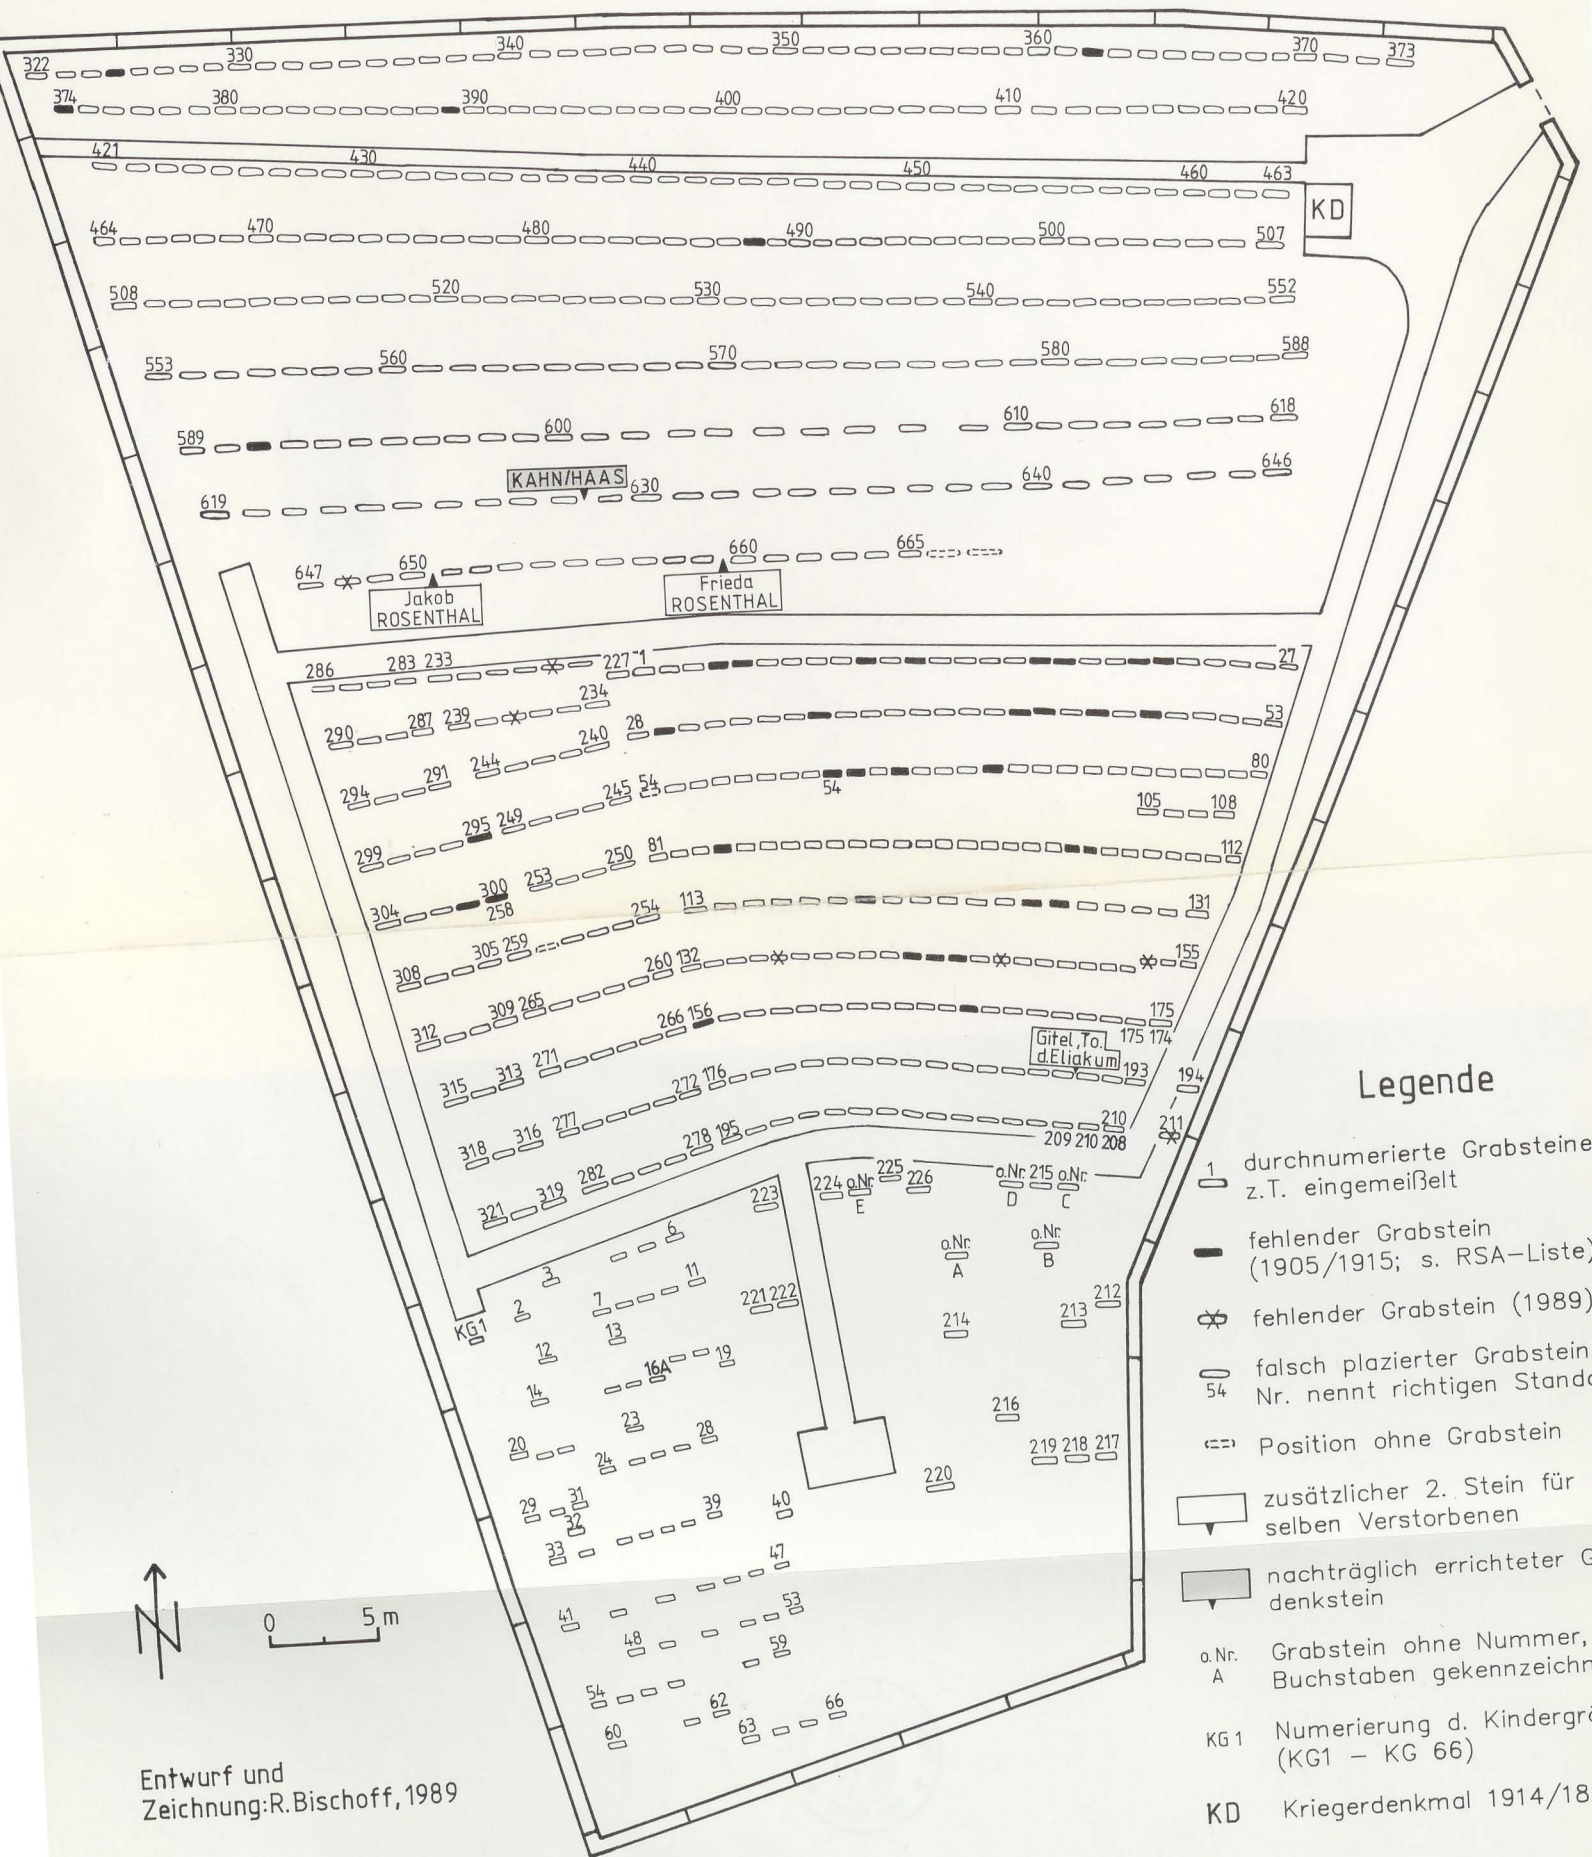 322 330 340 350 360 370 373
374 380 390 400 410 420
421 430 440 450 460 463
KD
464 470 480 490 500 507
508 520 530 540 552
553 560 570 580 588
589 600 610 618
KAHN/HAAS
619 630 640 646
647 650 660 665
Jakob
ROSENTHAL
Frieda
ROSENTHAL
286 283 233 227 1 27
290 287 239 234 28 53
294 291 244 240 80
299 295 249 245 54 54
105 108
304 300 253 250 81 112
258
308 305 259 254 113 131
312 309 265 260 132 155
315 313 271 266 156 175
175 174
Gitel,To.
d.Eliakum
318 316 277 272 176 193 194
321 319 282 278 195 210 211
209 210 208
223 224 o.Nr. 225 226 o.Nr. 215 o.Nr.
E D C
o.Nr. o.Nr.
A B
KG1 2 3 6
7 11 221 222 212
12 13 214 213
14 16A 19
216
20 23 24 28 219 218 217
220
29 31 39 40
32
33
41 47
48 53
54 59
60 62 63 66
N
0 5 m
Entwurf und
Zeichnung:R.Bischoff,1989
Legende
1 durchnumerierte Grabsteine
z.T. eingemeißelt
fehlender Grabstein
(1905/1915; s. RSA-Liste)
fehlender Grabstein (1989)
falsch plazierter Grabstein
54 Nr. nennt richtigen Stando
Position ohne Grabstein
zusätzlicher 2. Stein für
selben Verstorbenen
nachträglich errichteter G
denkstein
o.Nr. Grabstein ohne Nummer,
A Buchstaben gekennzeichn
KG 1 Numerierung d. Kindergrä
(KG1 - KG 66)
KD Kriegerdenkmal 1914/18